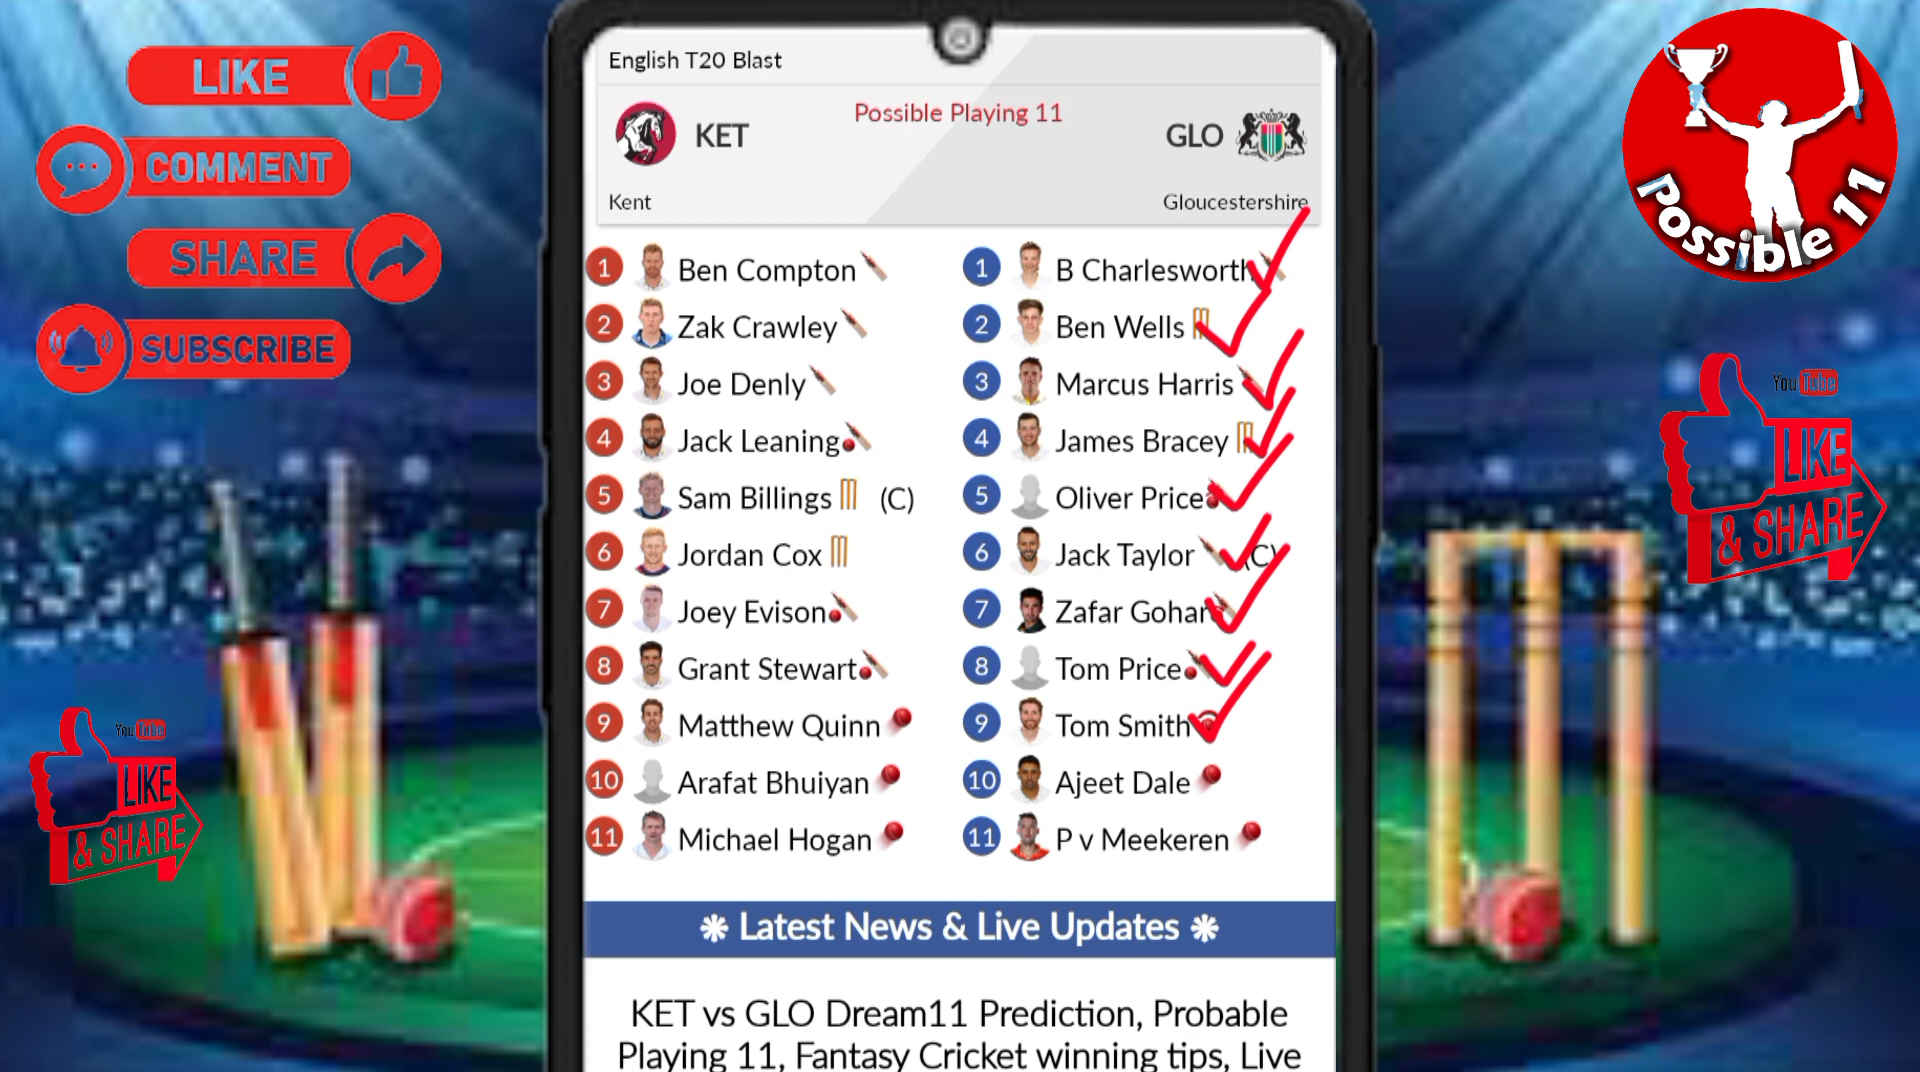 LIKE
COMMENT
SHARE
SUBSCRIBE
English T20 Blast
Possible Playing 11
KET
GLO
Kent
Gloucestershire
1 Ben Compton
2 Zak Crawley
3 Joe Denly
4 Jack Leaning
5 Sam Billings (C)
6 Jordan Cox
7 Joey Evison
8 Grant Stewart
9 Matthew Quinn
10 Arafat Bhuiyan
11 Michael Hogan
1 B Charlesworth
2 Ben Wells
3 Marcus Harris
4 James Bracey
5 Oliver Price
6 Jack Taylor (C)
7 Zafar Gohar
8 Tom Price
9 Tom Smith
10 Ajeet Dale
11 P v Meekeren
Latest News & Live Updates
KET vs GLO Dream11 Prediction, Probable
Playing 11, Fantasy Cricket winning tips, Live
Possible 11
YouTube
LIKE
& SHARE
YouTube
LIKE
& SHARE